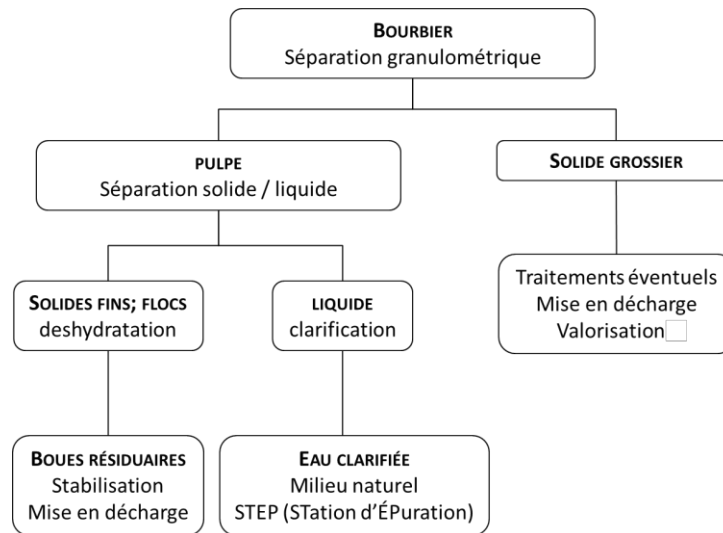 BOURBIER
Séparation granulométrique
PULPE
Séparation solide / liquide
SOLIDE GROSSIER
SOLIDES FINS; FLOCS
deshydratation
LIQUIDE
clarification
Traitements éventuels
Mise en décharge
Valorisation
BOUES RÉSIDUAIRES
Stabilisation
Mise en décharge
EAU CLARIFIÉE
Milieu naturel
STEP (STation d'ÉPuration)